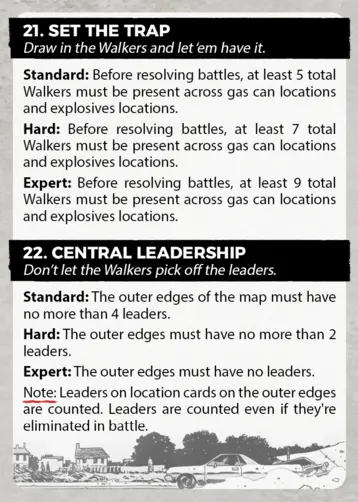 21. SET THE TRAP
Draw in the Walkers and let 'em have it.
Standard: Before resolving battles, at least 5 total
Walkers must be present across gas can locations
and explosives locations.
Hard: Before resolving battles, at least 7 total
Walkers must be present across gas can locations
and explosives locations.
Expert: Before resolving battles, at least 9 total
Walkers must be present across gas can locations
and explosives locations.
22. CENTRAL LEADERSHIP
Don't let the Walkers pick off the leaders.
Standard: The outer edges of the map must have
no more than 4 leaders.
Hard: The outer edges must have no more than 2
leaders.
Expert: The outer edges must have no leaders.
Note: Leaders on location cards on the outer edges
are counted. Leaders are counted even if they're
eliminated in battle.